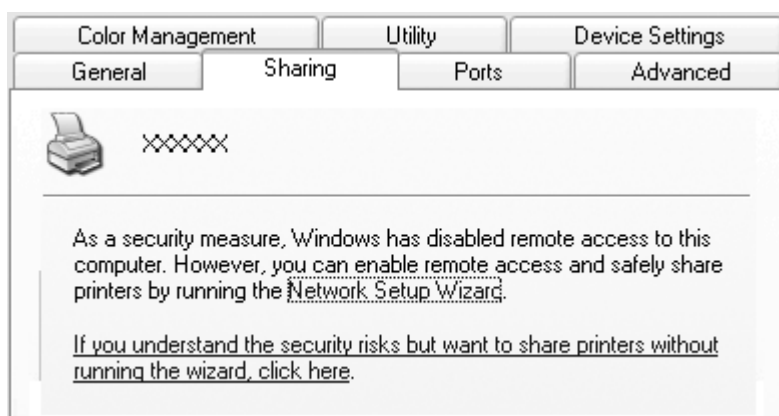 Color Management Utility Device Settings
General Sharing Ports Advanced
XXXXXX
As a security measure, Windows has disabled remote access to this
computer. However, you can enable remote access and safely share
printers by running the Network Setup Wizard.
If you understand the security risks but want to share printers without
running the wizard, click here.